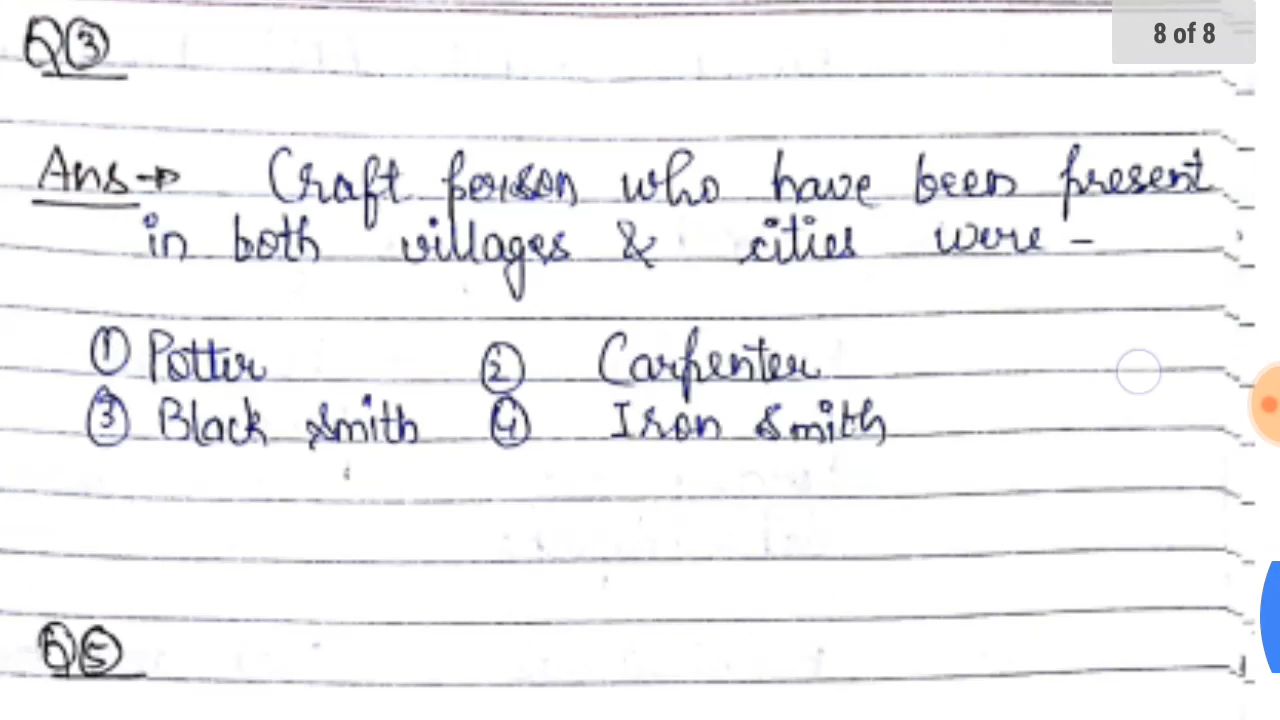 8 of 8
Q③
Ans→ Craft person who have been present
in both villages & cities were -
① Potter ② Carpenter
③ Black smith ④ Iron smith
Q⑤